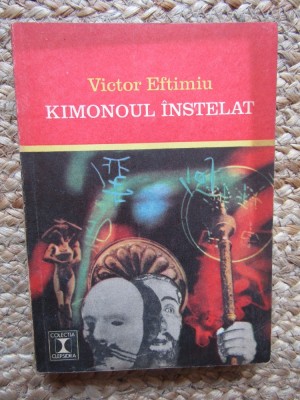 Victor Eftimiu
KIMONOUL ÎNSTELAT
COLECȚIA
CLEPSIDRA